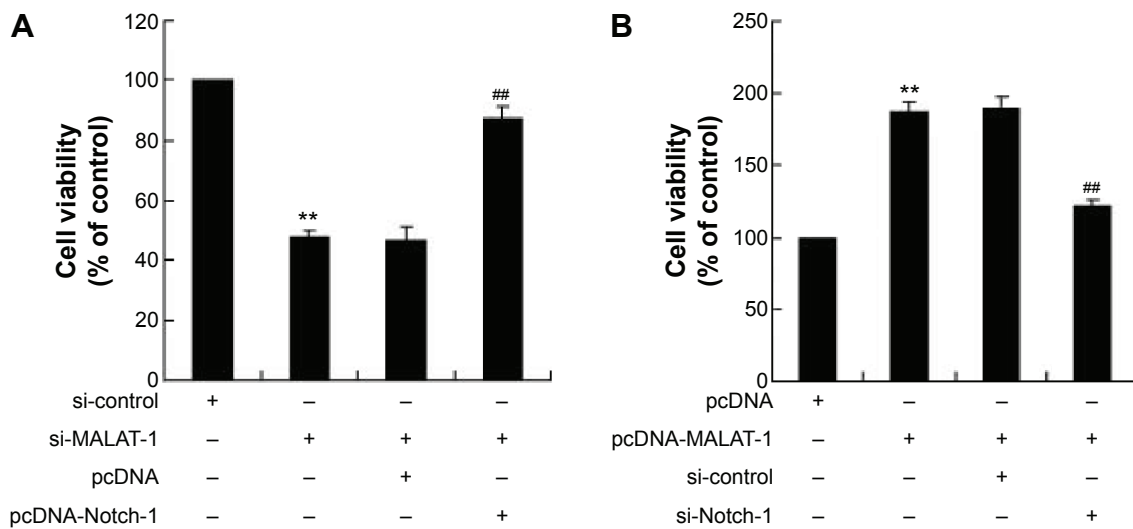 A
Cell viability
(% of control)
120
100
80
60
40
20
0
**
##
si-control + – – –
si-MALAT-1 – + + +
pcDNA – – + –
pcDNA-Notch-1 – – – +
B
Cell viability
(% of control)
250
200
150
100
50
0
**
##
pcDNA + – – –
pcDNA-MALAT-1 – + + +
si-control – – + –
si-Notch-1 – – – +